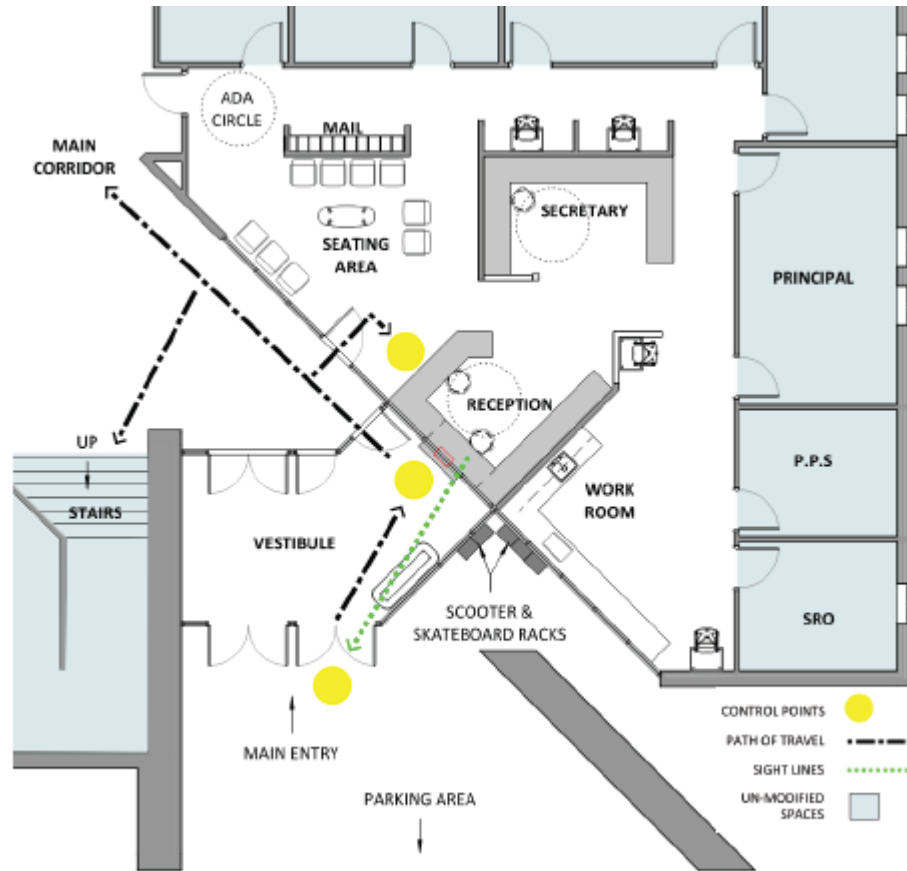 ADA
CIRCLE
MAIL
MAIN
CORRIDOR
SECRETARY
SEATING
AREA
PRINCIPAL
RECEPTION
UP
P.P.S
STAIRS
WORK
ROOM
VESTIBULE
SCOOTER &
SKATEBOARD RACKS
SRO
CONTROL POINTS
MAIN ENTRY
PATH OF TRAVEL
SIGHT LINES
PARKING AREA
UN-MODIFIED
SPACES